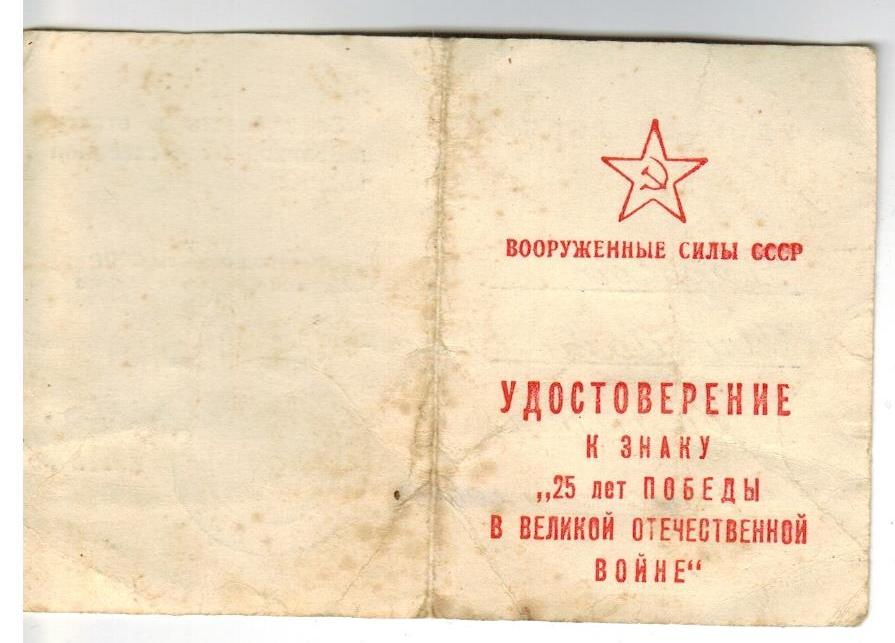 ВООРУЖЕННЫЕ СИЛЫ СССР
УДОСТОВЕРЕНИЕ
К ЗНАКУ
„25 лет ПОБЕДЫ
В ВЕЛИКОЙ ОТЕЧЕСТВЕННОЙ
ВОЙНЕ“